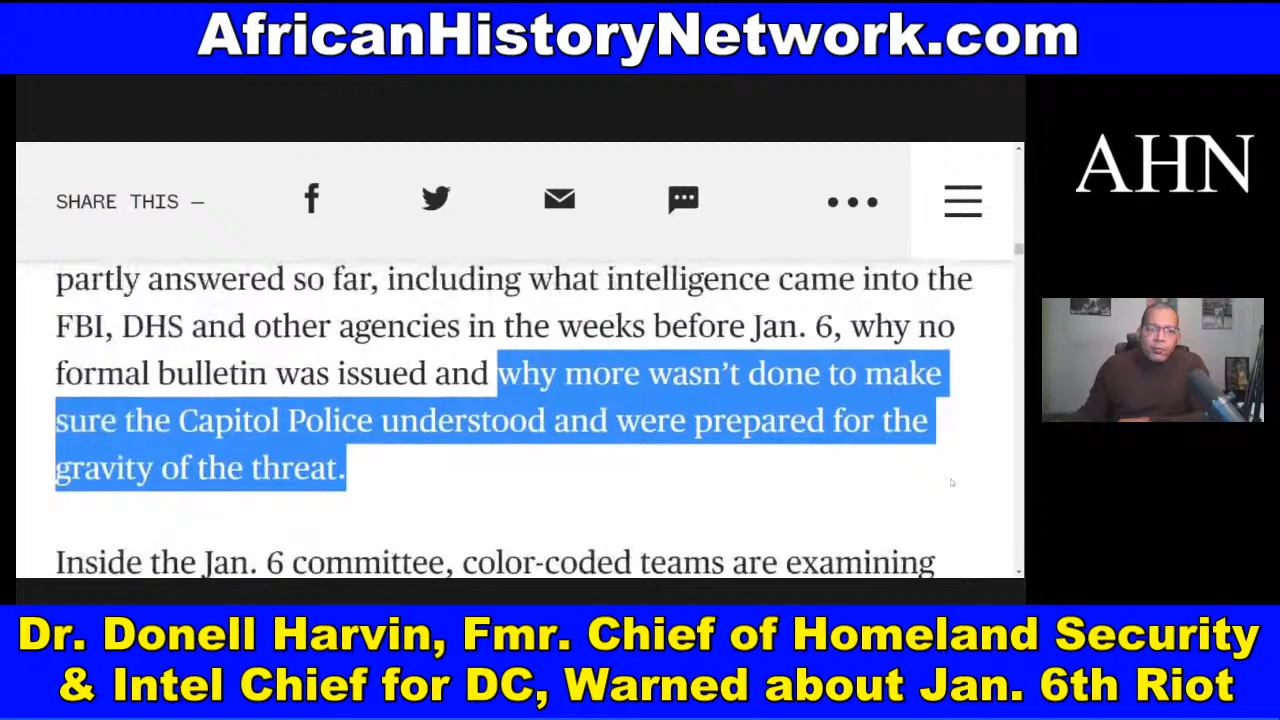 AfricanHistoryNetwork.com
AHN
SHARE THIS —
partly answered so far, including what intelligence came into the
FBI, DHS and other agencies in the weeks before Jan. 6, why no
formal bulletin was issued and why more wasn’t done to make
sure the Capitol Police understood and were prepared for the
gravity of the threat.
Inside the Jan. 6 committee, color-coded teams are examining
Dr. Donell Harvin, Fmr. Chief of Homeland Security
& Intel Chief for DC, Warned about Jan. 6th Riot